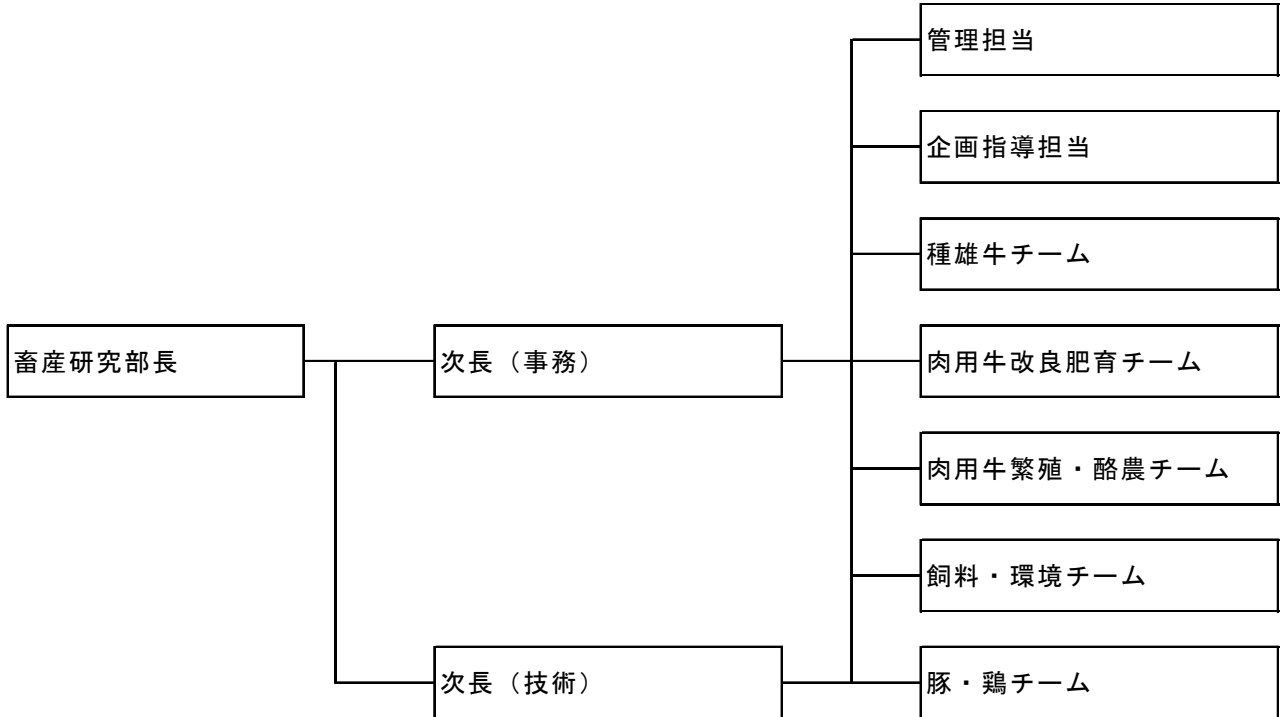 管理担当
企画指導担当
種雄牛チーム
畜産研究部長
次長（事務）
肉用牛改良肥育チーム
肉用牛繁殖・酪農チーム
飼料・環境チーム
次長（技術）
豚・鶏チーム